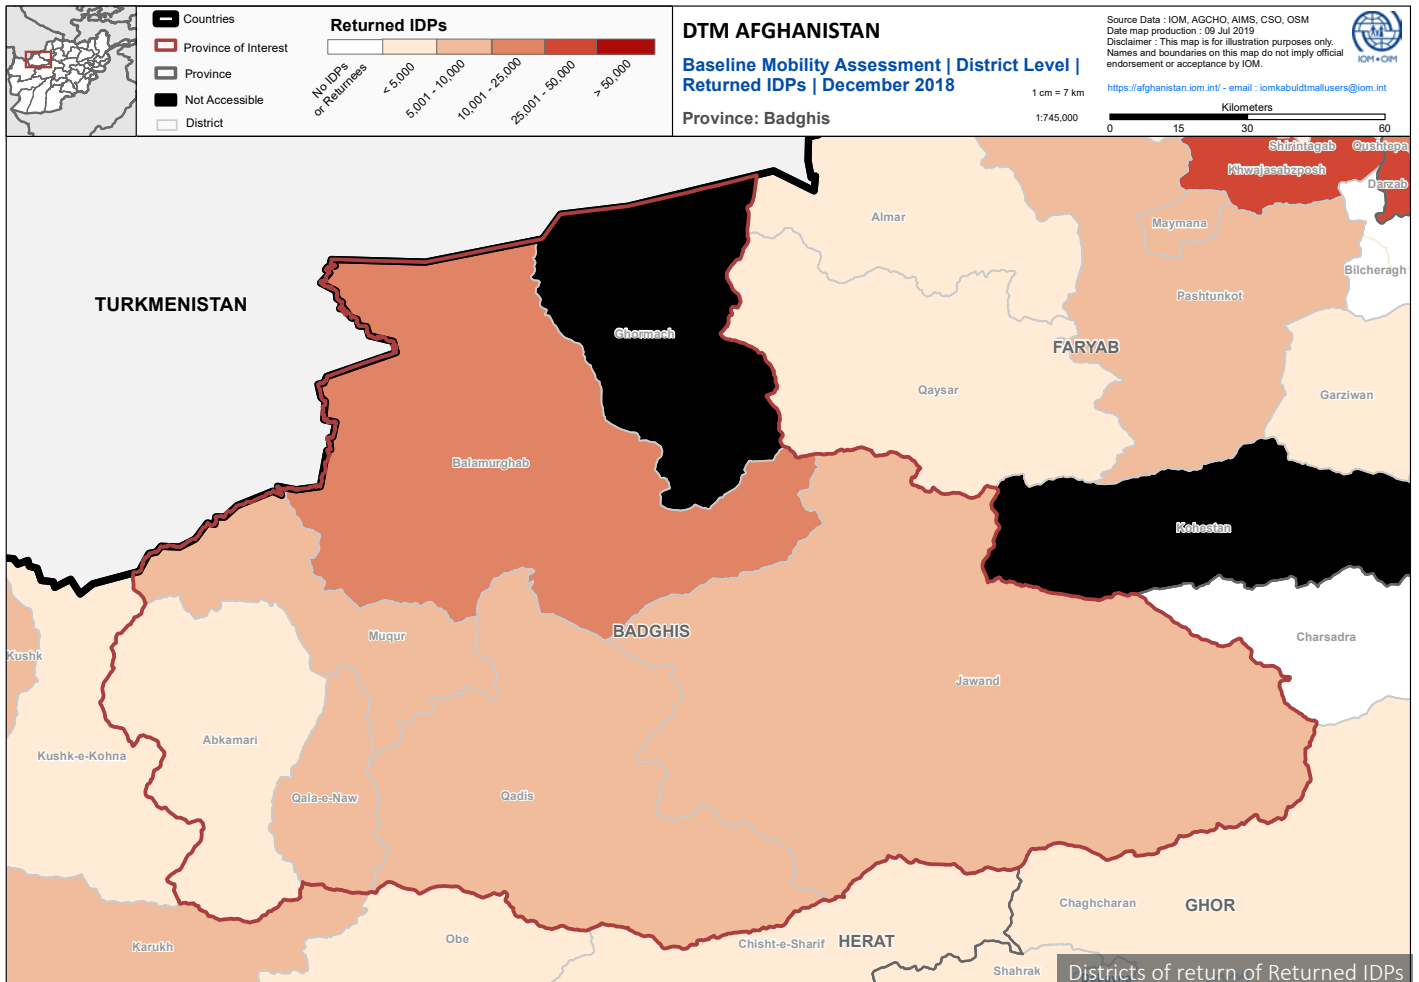 Countries
Province of Interest
Province
Not Accessible
District
Returned IDPs
No IDPs
or Returnees
< 5,000
5,001 - 10,000
10,001 - 25,000
25,001 - 50,000
> 50,000
DTM AFGHANISTAN
Baseline Mobility Assessment | District Level |
Returned IDPs | December 2018
Province: Badghis
1 cm = 7 km
1:745,000
Source Data : IOM, AGCHO, AIMS, CSO, OSM
Date map production : 09 Jul 2019
Disclaimer : This map is for illustration purposes only.
Names and boundaries on this map do not imply official
endorsement or acceptance by IOM.
IOM•OIM
https://afghanistan.iom.int/ - email : iomkabuldtmallusers@iom.int
Kilometers
0 15 30 60
Shirintagab
Qushtepa
Khwajasabzposh
Darzab
Almar
Maymana
Bilcheragh
TURKMENISTAN
Pashtunkot
Ghormach
FARYAB
Qaysar
Garziwan
Balamurghab
Kohestan
BADGHIS
Muqur
Charsadra
Kushk
Jawand
Abkamari
Kushk-e-Kohna
Qala-e-Naw
Qadis
Chaghcharan
GHOR
Karukh
Obe
Chisht-e-Sharif
HERAT
Shahrak
Districts of return of Returned IDPs